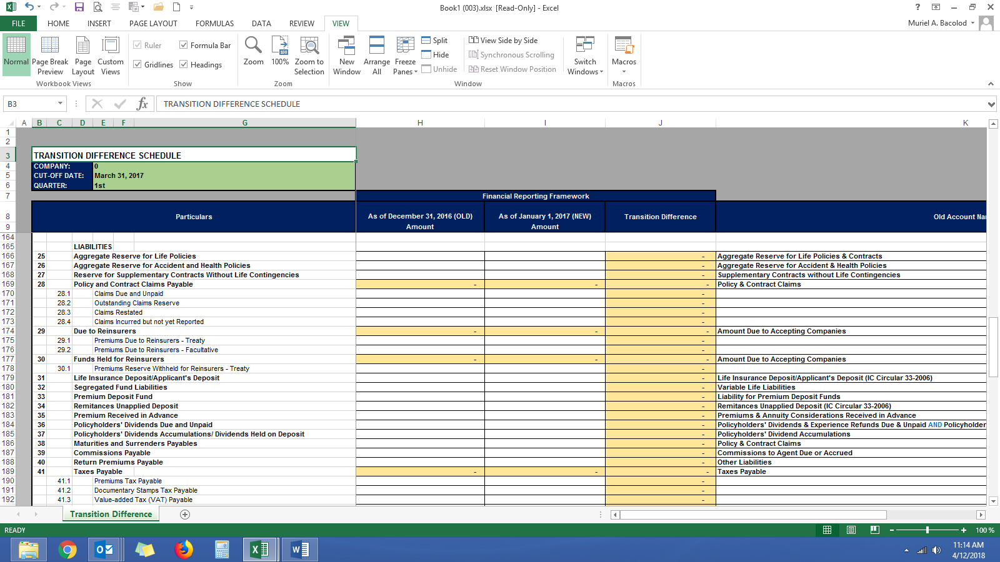 Book1 (003).xlsx [Read-Only] - Excel
FILE HOME INSERT PAGE LAYOUT FORMULAS DATA REVIEW VIEW Muriel A. Bacolod
Normal Page Break Preview Page Layout Custom Views
Workbook Views
Ruler Formula Bar
Gridlines Headings
Show
Zoom 100% Zoom to Selection
Zoom
New Window Arrange All Freeze Panes
Split
Hide
Unhide
View Side by Side
Synchronous Scrolling
Reset Window Position
Switch Windows
Window
Macros
Macros
B3 fx TRANSITION DIFFERENCE SCHEDULE
A B C D E F G H I J K
1
2
3 TRANSITION DIFFERENCE SCHEDULE
4 COMPANY: 0
5 CUT-OFF DATE: March 31, 2017
6 QUARTER: 1st
7 Financial Reporting Framework
8 Particulars As of December 31, 2016 (OLD) As of January 1, 2017 (NEW) Transition Difference Old Account Na
9 Amount Amount
164
165 LIABILITIES
166 25 Aggregate Reserve for Life Policies - Aggregate Reserve for Life Policies & Contracts
167 26 Aggregate Reserve for Accident and Health Policies - Aggregate Reserve for Accident & Health Policies
168 27 Reserve for Supplementary Contracts Without Life Contingencies - Supplementary Contracts without Life Contingencies
169 28 Policy and Contract Claims Payable - - - Policy & Contract Claims
170 28.1 Claims Due and Unpaid -
171 28.2 Outstanding Claims Reserve -
172 28.3 Claims Restated -
173 28.4 Claims Incurred but not yet Reported -
174 29 Due to Reinsurers - - - Amount Due to Accepting Companies
175 29.1 Premiums Due to Reinsurers - Treaty -
176 29.2 Premiums Due to Reinsurers - Facultative -
177 30 Funds Held for Reinsurers - - - Amount Due to Accepting Companies
178 30.1 Premiums Reserve Withheld for Reinsurers - Treaty -
179 31 Life Insurance Deposit/Applicant's Deposit - Life Insurance Deposit/Applicant's Deposit (IC Circular 33-2006)
180 32 Segregated Fund Liabilities - Variable Life Liabilities
181 33 Premium Deposit Fund - Liability for Premium Deposit Funds
182 34 Remitances Unapplied Deposit - Remitances Unapplied Deposit (IC Circular 33-2006)
183 35 Premium Received in Advance - Premiums & Annuity Considerations Received in Advance
184 36 Policyholders' Dividends Due and Unpaid - Policyholders' Dividends & Experience Refunds Due & Unpaid AND Policyholder
185 37 Policyholders' Dividends Accumulations/ Dividends Held on Deposit - Policyholders' Dividend Accumulations
186 38 Maturities and Surrenders Payables - Policy & Contract Claims
187 39 Commissions Payable - Commissions to Agent Due or Accrued
188 40 Return Premiums Payable - Other Liabilities
189 41 Taxes Payable - - - Taxes Payable
190 41.1 Premiums Tax Payable -
191 41.2 Documentary Stamps Tax Payable -
192 41.3 Value-added Tax (VAT) Payable -
Transition Difference
READY 100 %
11:14 AM
4/12/2018